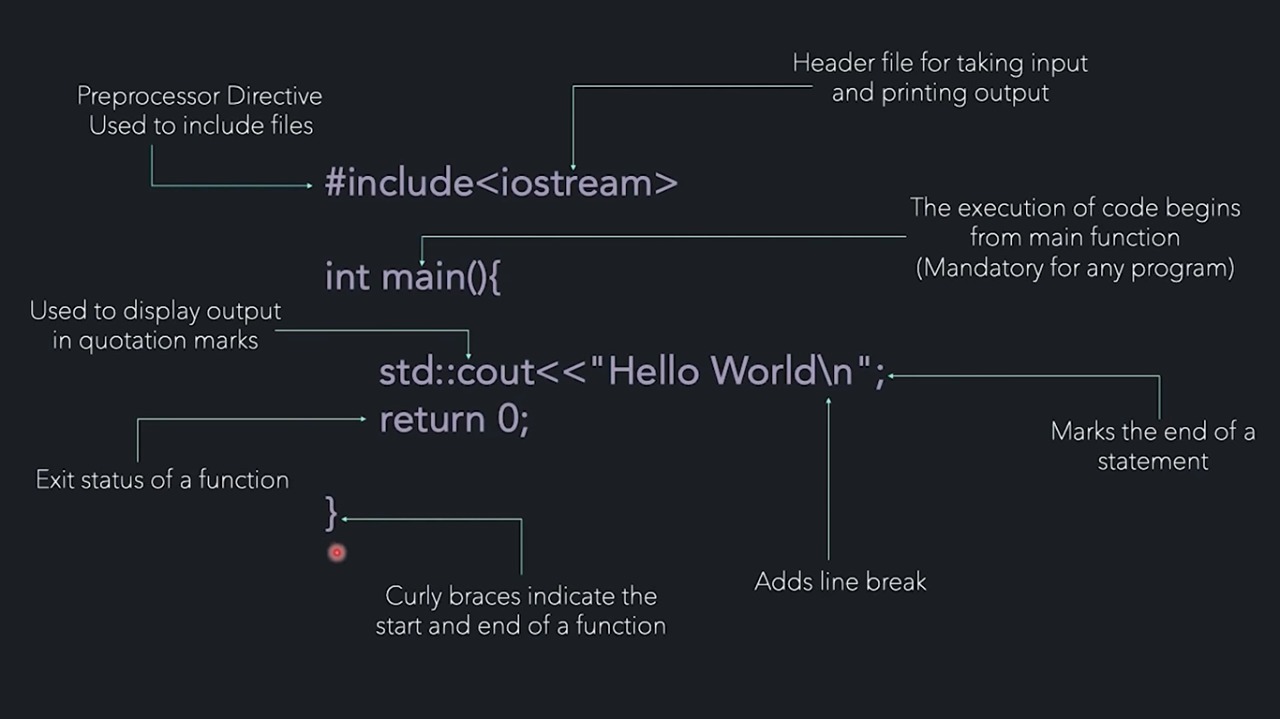 Header file for taking input
and printing output
Preprocessor Directive
Used to include files
#include<iostream>
The execution of code begins
from main function
(Mandatory for any program)
int main(){
Used to display output
in quotation marks
std::cout<<"Hello World\n";
return 0;
Marks the end of a
statement
Exit status of a function
}
Adds line break
Curly braces indicate the
start and end of a function